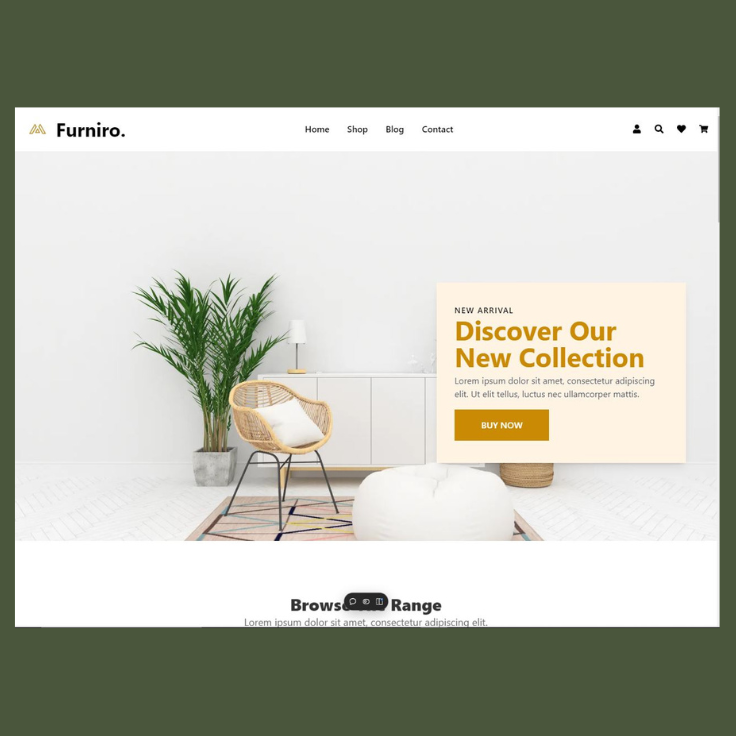 Furniro.
Home Shop Blog Contact
NEW ARRIVAL
Discover Our
New Collection
Lorem ipsum dolor sit amet, consectetur adipiscing
elit. Ut elit tellus, luctus nec ullamcorper mattis.
BUY NOW
Browse Range
Lorem ipsum dolor sit amet, consectetur adipiscing elit.